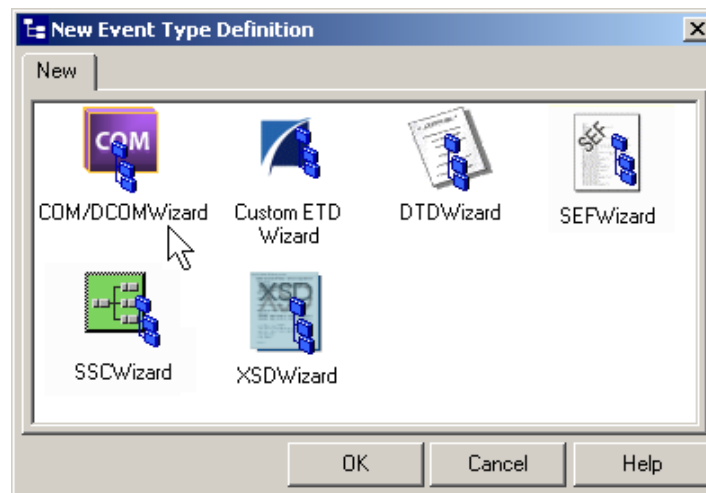 New Event Type Definition
New
COM
SEF
XSD
COM/DCOMWizard
Custom ETD
Wizard
DTDWizard
SEFWizard
SSCWizard
XSDWizard
OK
Cancel
Help